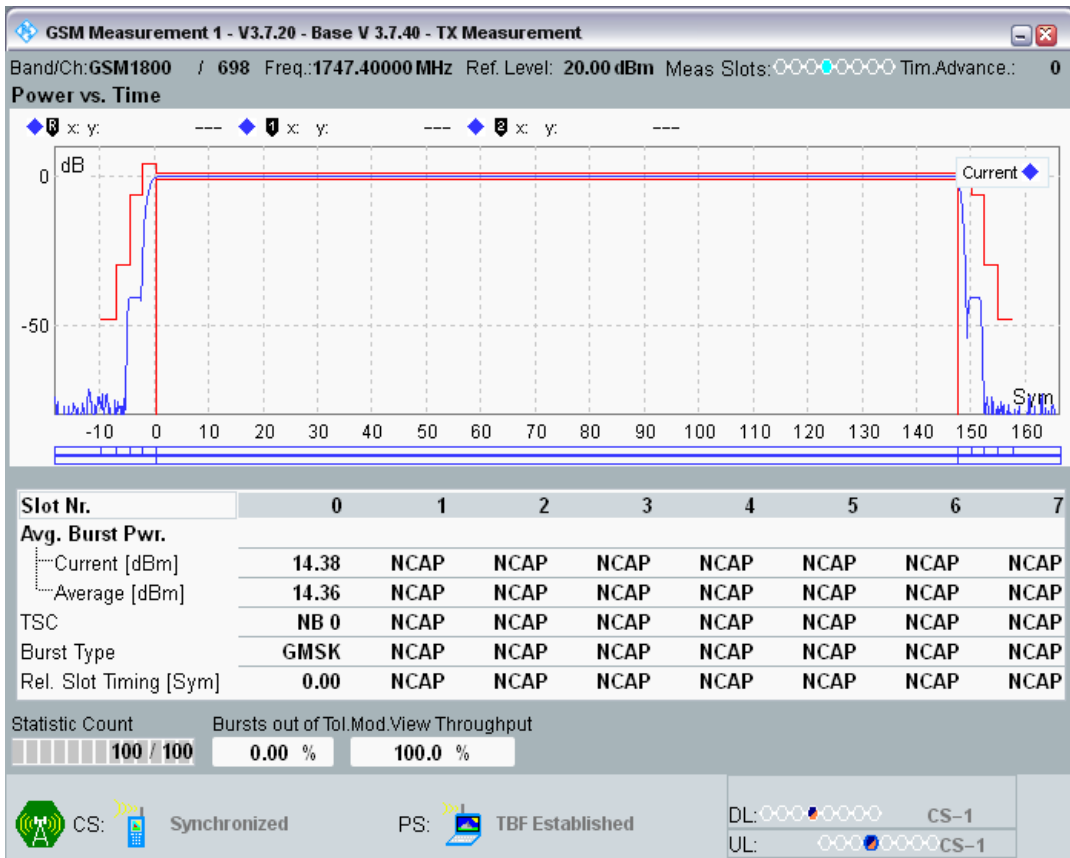 GSM Measurement 1 - V3.7.20 - Base V 3.7.40 - TX Measurement
Band/Ch:GSM1800 / 698 Freq.:1747.40000 MHz Ref. Level: 20.00 dBm Meas Slots: Tim.Advance.: 0
Power vs. Time
R x: y: --- 1 x: y: --- 2 x: y: ---
dB
Current
0
-50
Sym
-10 0 10 20 30 40 50 60 70 80 90 100 110 120 130 140 150 160
Slot Nr. 0 1 2 3 4 5 6 7
Avg. Burst Pwr.
Current [dBm] 14.38 NCAP NCAP NCAP NCAP NCAP NCAP NCAP
Average [dBm] 14.36 NCAP NCAP NCAP NCAP NCAP NCAP NCAP
TSC NB 0 NCAP NCAP NCAP NCAP NCAP NCAP NCAP
Burst Type GMSK NCAP NCAP NCAP NCAP NCAP NCAP NCAP
Rel. Slot Timing [Sym] 0.00 NCAP NCAP NCAP NCAP NCAP NCAP NCAP
Statistic Count Bursts out of Tol.Mod.View Throughput
100 / 100 0.00 % 100.0 %
CS: Synchronized PS: TBF Established DL: CS-1
UL: CS-1